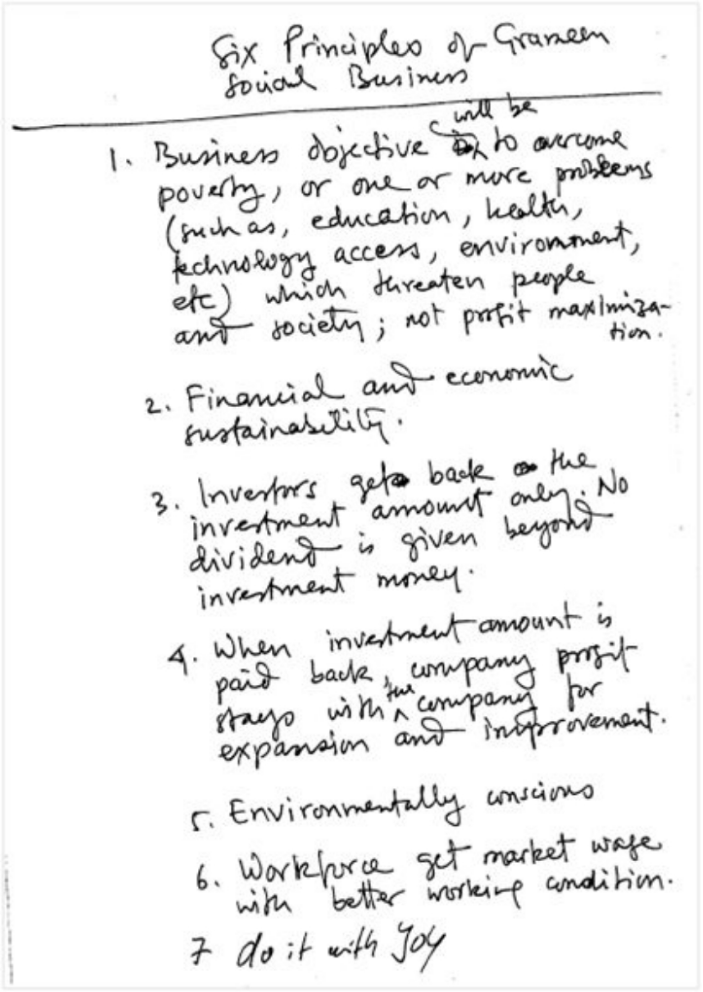 Six Principles of Grameen
Social Business
will be
1. Business objective to overcome
poverty, or one or more problems
(such as, education, health,
technology access, environment,
etc) which threaten people
and society; not profit maximiza-
tion.
2. Financial and economic
sustainability.
3. Investors get back the
investment amount only. No
dividend is given beyond
investment money.
4. When investment amount is
paid back, company profit
stays with the company for
expansion and improvement.
5. Environmentally conscious
6. Workforce get market wage
with better working condition.
7 do it with Joy